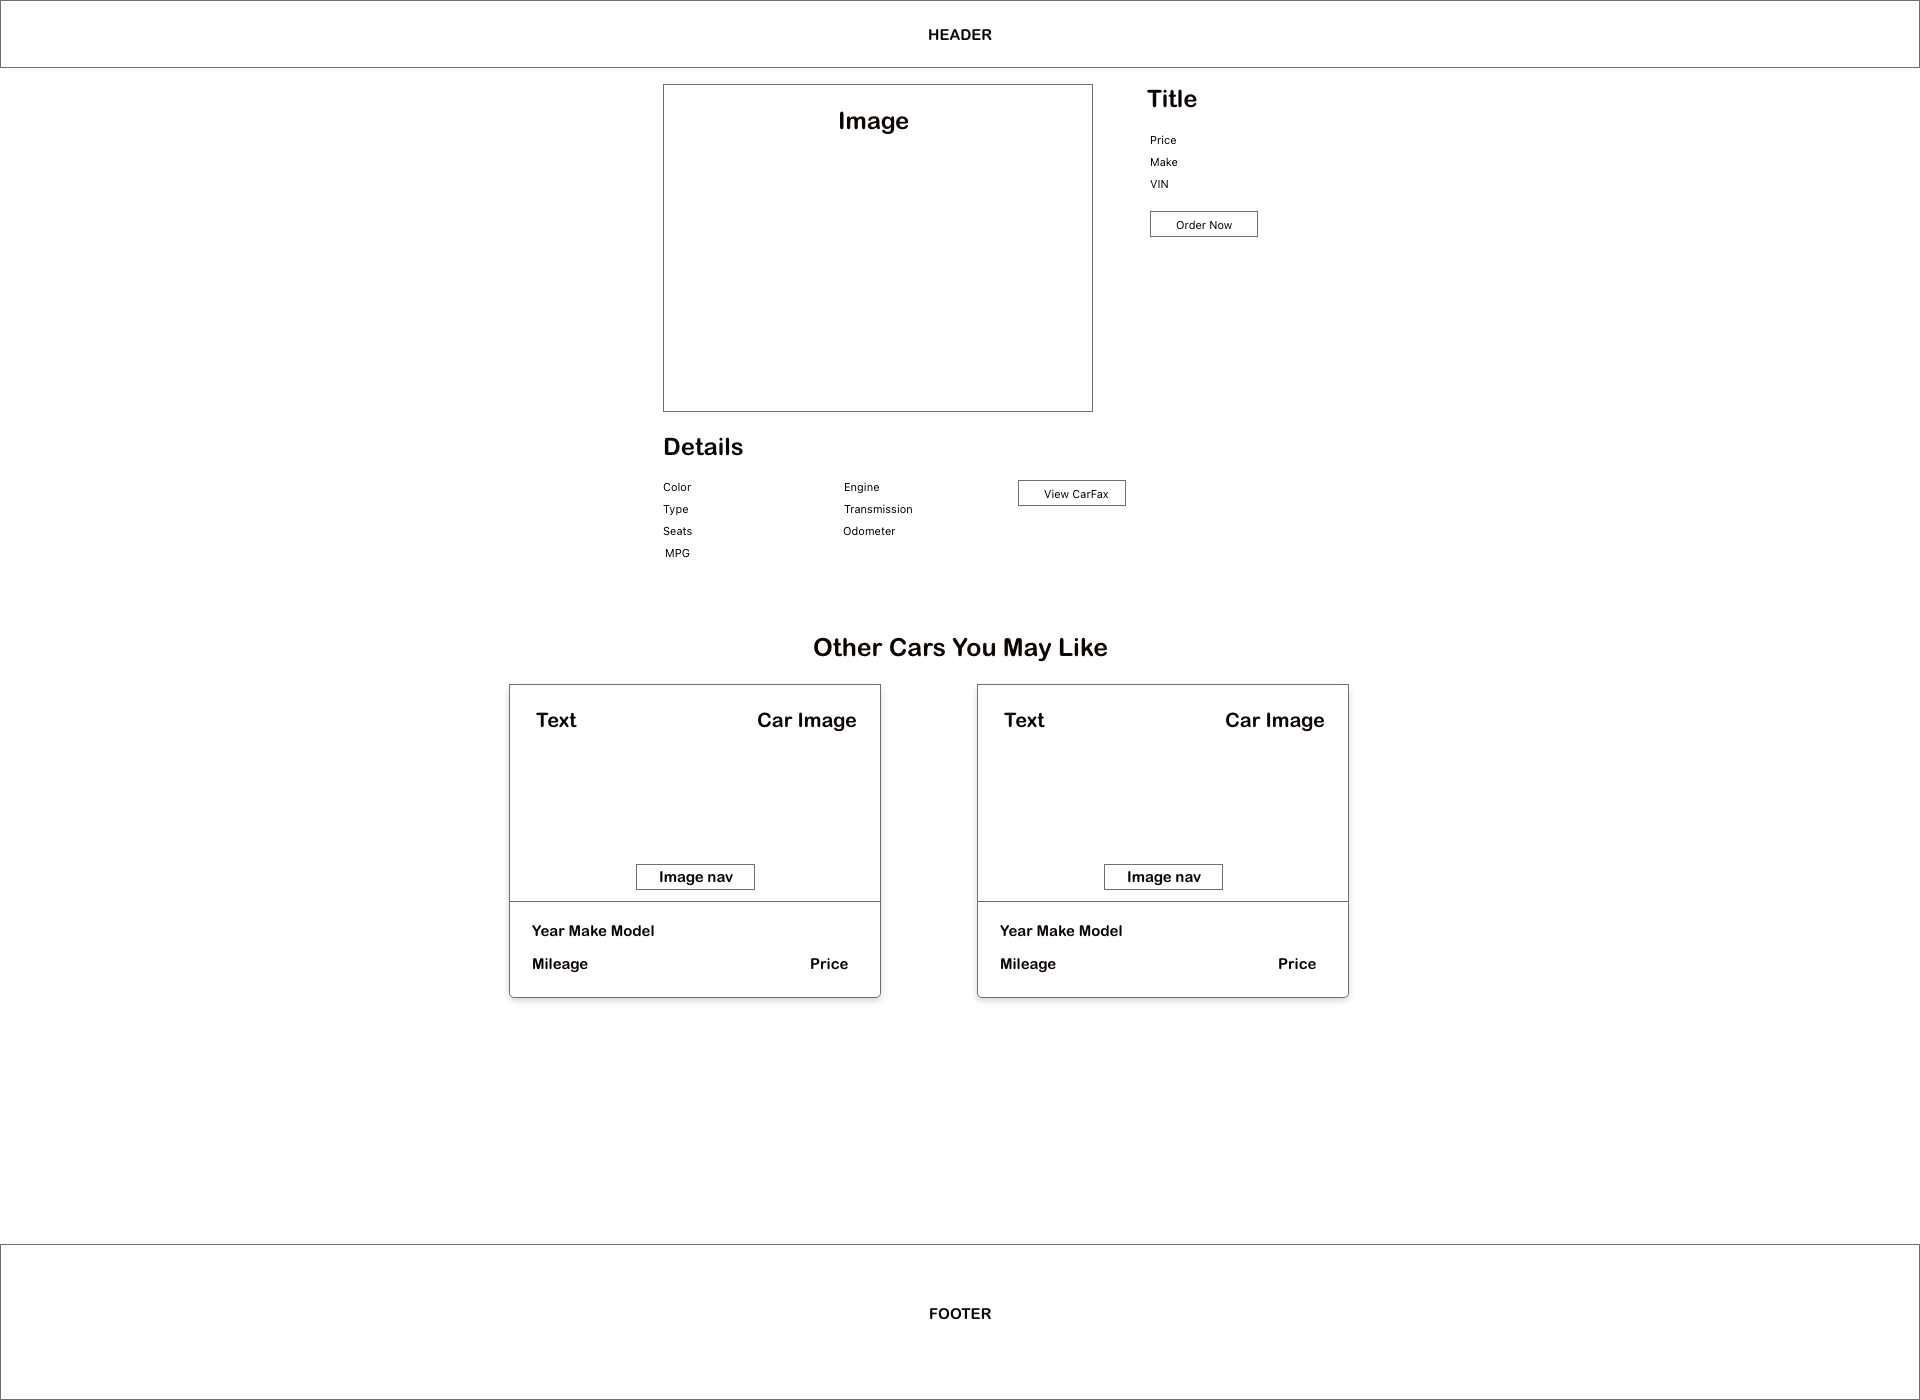 HEADER
Image
Title
Price
Make
VIN
Order Now
Details
Color
Type
Seats
MPG
Engine
Transmission
Odometer
View CarFax
Other Cars You May Like
Text
Car Image
Image nav
Year Make Model
Mileage
Price
Text
Car Image
Image nav
Year Make Model
Mileage
Price
FOOTER